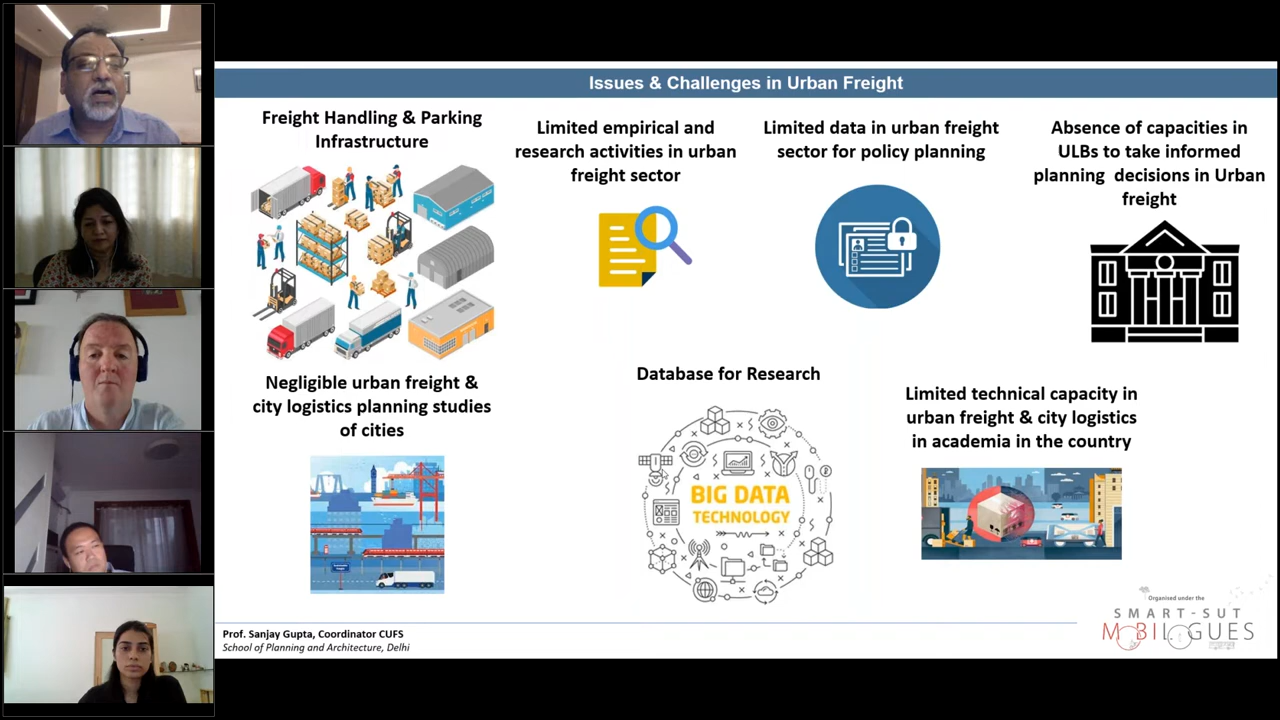 Issues & Challenges in Urban Freight
Freight Handling & Parking
Infrastructure
Limited empirical and
research activities in urban
freight sector
Limited data in urban freight
sector for policy planning
Absence of capacities in
ULBs to take informed
planning decisions in Urban
freight
Negligible urban freight &
city logistics planning studies
of cities
Database for Research
BIG DATA
TECHNOLOGY
Limited technical capacity in
urban freight & city logistics
in academia in the country
Organised under the
SMART-SUT
MOBILOGUES
Prof. Sanjay Gupta, Coordinator CUFS
School of Planning and Architecture, Delhi